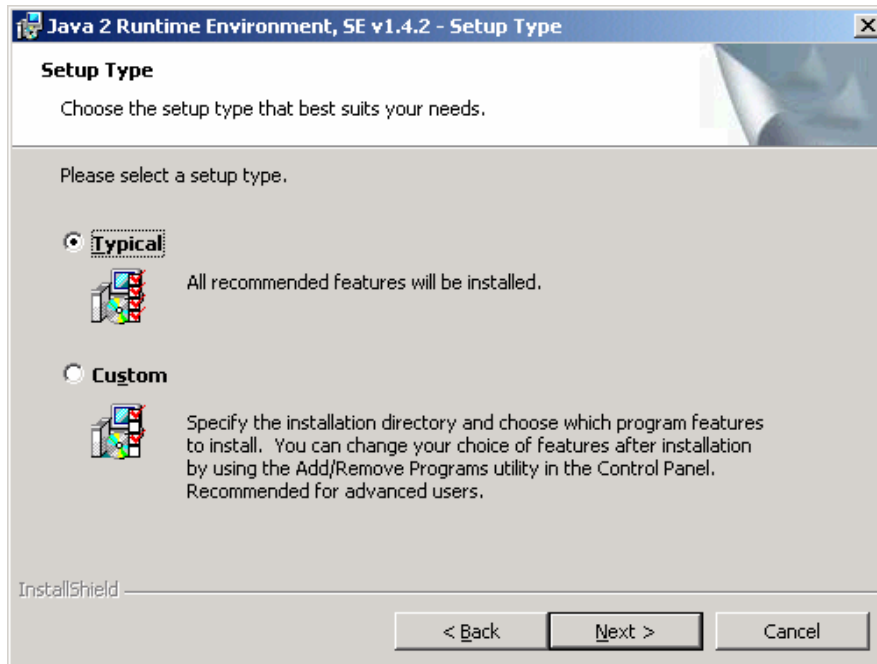 Java 2 Runtime Environment, SE v1.4.2 - Setup Type
Setup Type
Choose the setup type that best suits your needs.
Please select a setup type.
Typical
All recommended features will be installed.
Custom
Specify the installation directory and choose which program features
to install.  You can change your choice of features after installation
by using the Add/Remove Programs utility in the Control Panel.
Recommended for advanced users.
InstallShield
< Back
Next >
Cancel